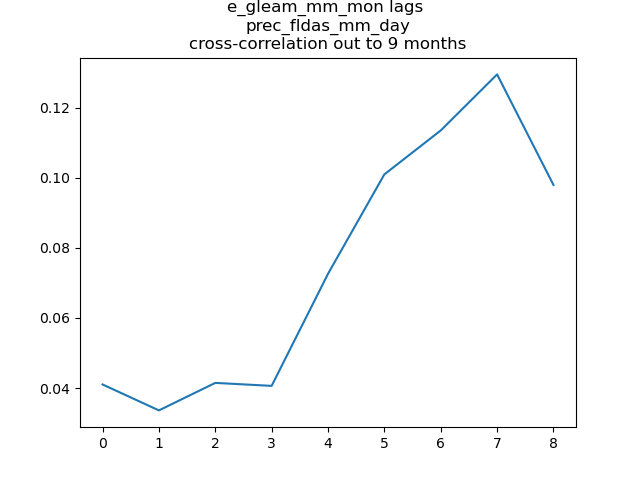 e_gleam_mm_mon lags
prec_fldas_mm_day
cross-correlation out to 9 months
0.12
0.10
0.08
0.06
0.04
0 1 2 3 4 5 6 7 8